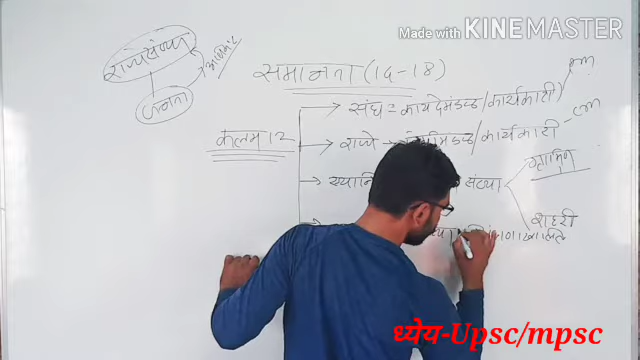 Made with KINEMASTER
राज्यसंस्था
जनता
समानता (14-18)
कलम 12
संघ = कायदेमंडळ/कार्यकारी
PM
राज्ये → कार्यकारी - CM
संस्था
ग्रामिण
शहरी
ध्येय-Upsc/mpsc